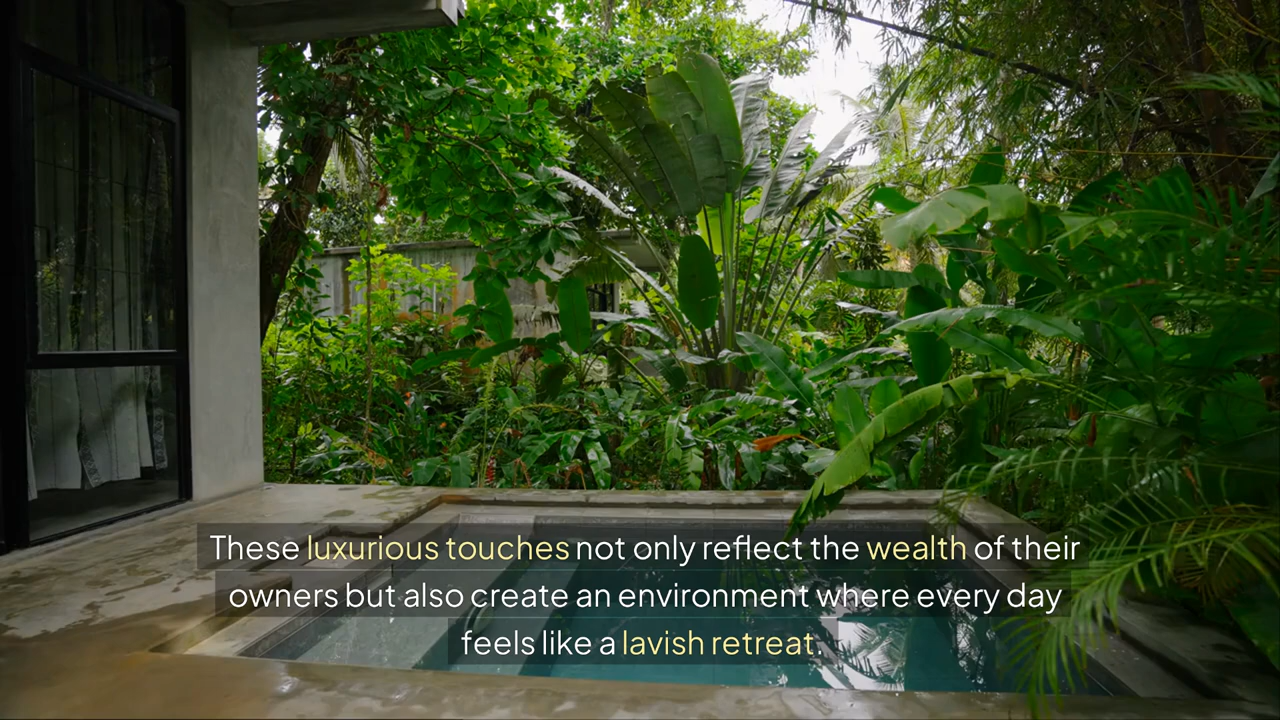 These luxurious touches not only reflect the wealth of their
owners but also create an environment where every day
feels like a lavish retreat.